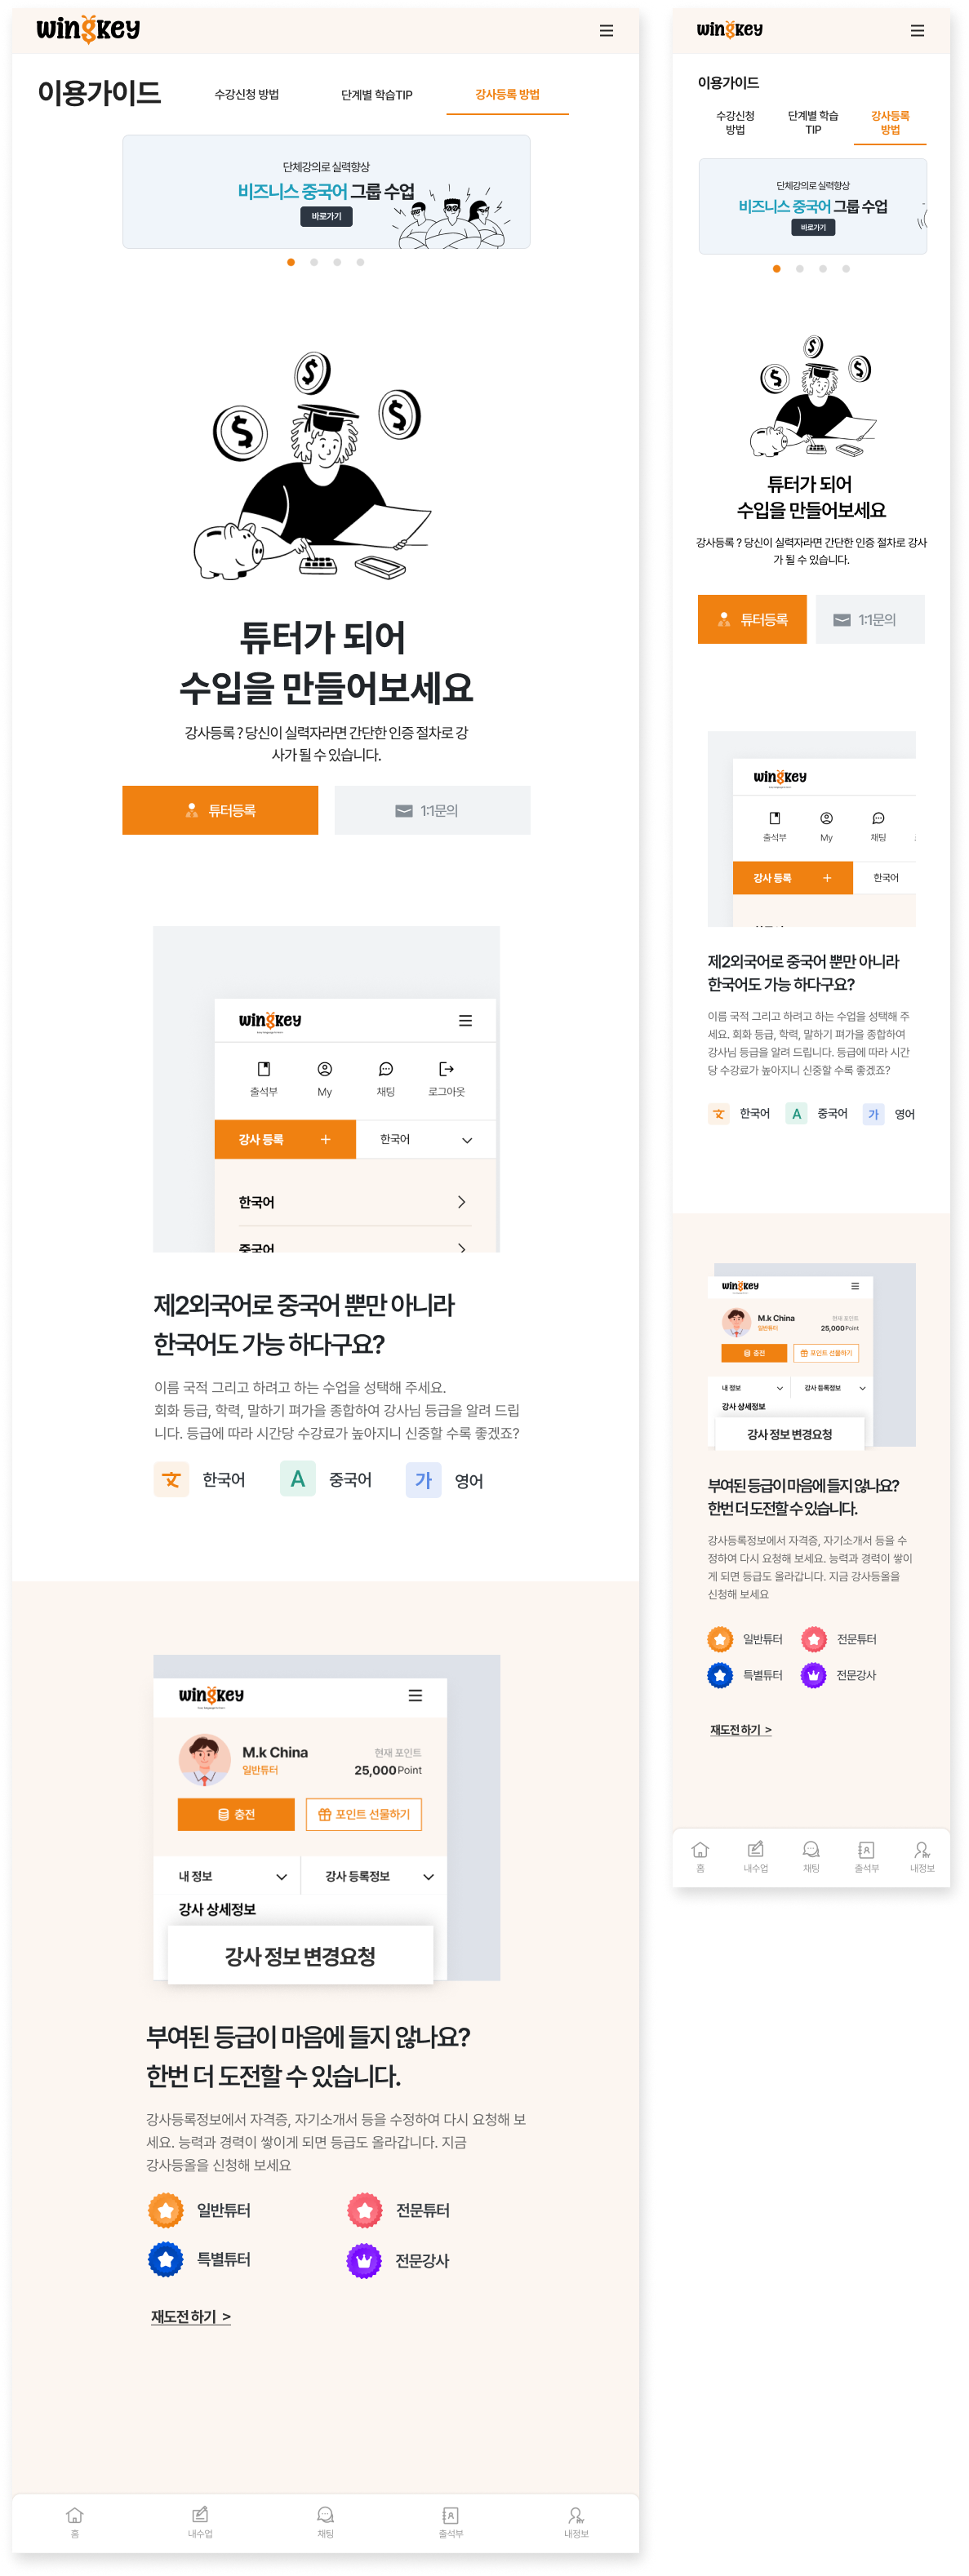 wingkey
이용가이드
수강신청 방법
단계별 학습TIP
강사등록 방법
단체강의로 실력향상
비즈니스 중국어 그룹 수업
바로가기
튜터가 되어
수입을 만들어보세요
강사등록 ? 당신이 실력자라면 간단한 인증 절차로 강
사가 될 수 있습니다.
튜터등록
1:1문의
wingkey
출석부
My
채팅
로그아웃
강사 등록 +
한국어
한국어
중국어
제2외국어로 중국어 뿐만 아니라
한국어도 가능 하다구요?
이름 국적 그리고 하려고 하는 수업을 성택해 주세요.
회화 등급, 학력, 말하기 펴가을 종합하여 강사님 등급을 알려 드립
니다. 등급에 따라 시간당 수강료가 높아지니 신중할 수록 좋겠죠?
文 한국어
A 중국어
가 영어
wingkey
M.k China
일반튜터
현재 포인트
25,000 Point
충전
포인트 선물하기
내 정보
강사 등록정보
강사 상세정보
강사 정보 변경요청
부여된 등급이 마음에 들지 않나요?
한번 더 도전할 수 있습니다.
강사등록정보에서 자격증, 자기소개서 등을 수정하여 다시 요청해 보
세요. 능력과 경력이 쌓이게 되면 등급도 올라갑니다. 지금
강사등올을 신청해 보세요
일반튜터
전문튜터
특별튜터
전문강사
재도전하기 >
홈
내수업
채팅
출석부
내정보
wingkey
이용가이드
수강신청
방법
단계별 학습
TIP
강사등록
방법
단체강의로 실력향상
비즈니스 중국어 그룹 수업
바로가기
튜터가 되어
수입을 만들어보세요
강사등록 ? 당신이 실력자라면 간단한 인증 절차로 강사
가 될 수 있습니다.
튜터등록
1:1문의
wingkey
출석부
My
채팅
강사 등록 +
한국어
제2외국어로 중국어 뿐만 아니라
한국어도 가능 하다구요?
이름 국적 그리고 하려고 하는 수업을 성택해 주
세요. 회화 등급, 학력, 말하기 펴가을 종합하여
강사님 등급을 알려 드립니다. 등급에 따라 시간
당 수강료가 높아지니 신중할 수록 좋겠죠?
文 한국어
A 중국어
가 영어
wingkey
M.k China
일반튜터
현재 포인트
25,000 Point
충전
포인트 선물하기
내 정보
강사 등록정보
강사 상세정보
강사 정보 변경요청
부여된 등급이 마음에 들지 않나요?
한번 더 도전할 수 있습니다.
강사등록정보에서 자격증, 자기소개서 등을 수
정하여 다시 요청해 보세요. 능력과 경력이 쌓이
게 되면 등급도 올라갑니다. 지금 강사등올을
신청해 보세요
일반튜터
전문튜터
특별튜터
전문강사
재도전하기 >
홈
내수업
채팅
출석부
내정보